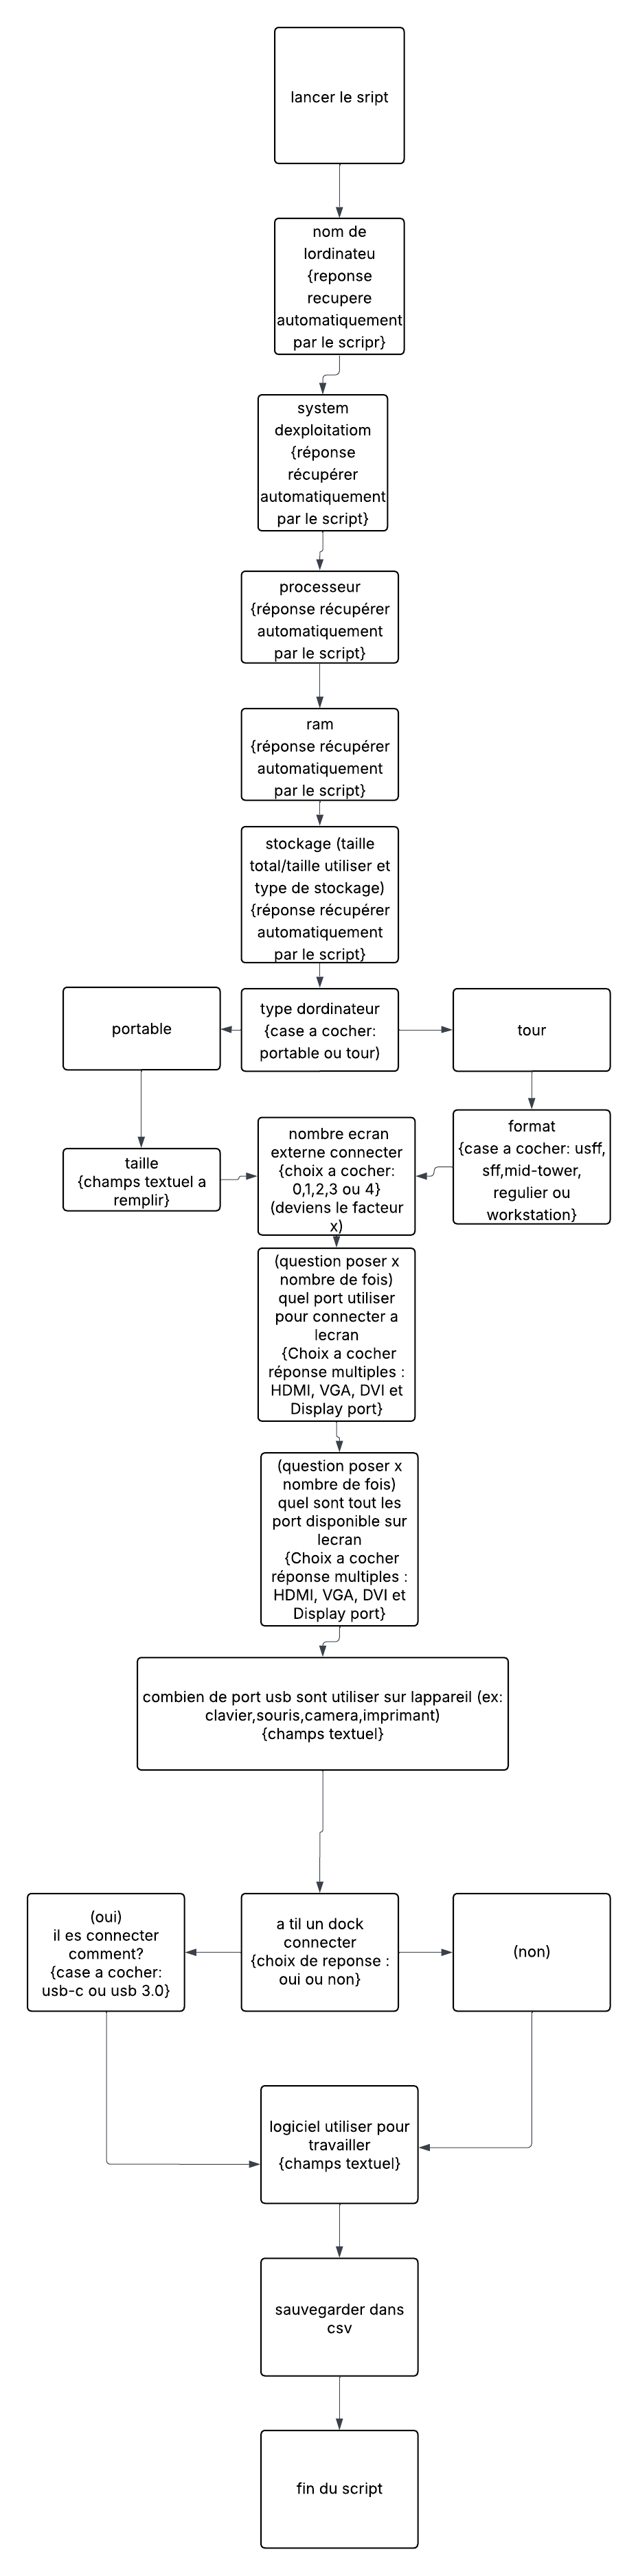 lancer le sript
nom de
lordinateu
{reponse
recupere
automatiquement
par le scripr}
system
dexploitatiom
{réponse
récupérer
automatiquement
par le script}
processeur
{réponse récupérer
automatiquement
par le script}
ram
{réponse récupérer
automatiquement
par le script}
stockage (taille
total/taille utiliser et
type de stockage)
{réponse récupérer
automatiquement
par le script}
portable
type dordinateur
{case a cocher:
portable ou tour)
tour
taille
{champs textuel a
remplir}
nombre ecran
externe connecter
{choix a cocher:
0,1,2,3 ou 4}
(deviens le facteur
x)
format
{case a cocher: usff,
sff,mid-tower,
regulier ou
workstation}
(question poser x
nombre de fois)
quel port utiliser
pour connecter a
lecran
{Choix a cocher
réponse multiples :
HDMI, VGA, DVI et
Display port}
(question poser x
nombre de fois)
quel sont tout les
port disponible sur
lecran
{Choix a cocher
réponse multiples :
HDMI, VGA, DVI et
Display port}
combien de port usb sont utiliser sur lappareil (ex:
clavier,souris,camera,imprimant)
{champs textuel}
(oui)
il es connecter
comment?
{case a cocher:
usb-c ou usb 3.0}
a til un dock
connecter
{choix de reponse :
oui ou non}
(non)
logiciel utiliser pour
travailler
{champs textuel}
sauvegarder dans
csv
fin du script